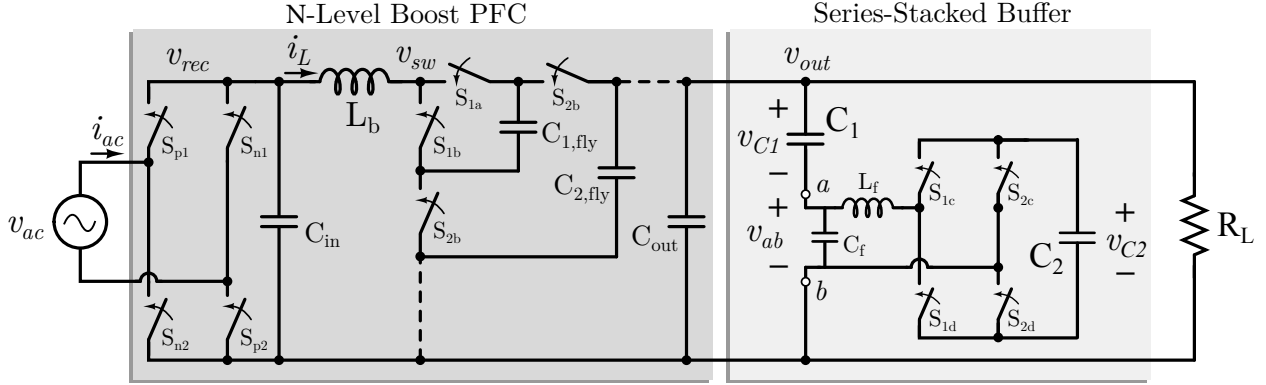 N-Level Boost PFC
Series-Stacked Buffer
v_rec
i_L
v_sw
v_out
L_b
S_1a
S_2b
C_1,fly
C_2,fly
S_1b
S_2b
i_ac
S_p1
S_n1
v_ac
C_in
C_out
S_n2
S_p2
+
v_C1
−
C_1
a
+
v_ab
−
b
L_f
C_f
S_1c
S_2c
S_1d
S_2d
C_2
+
v_C2
−
R_L